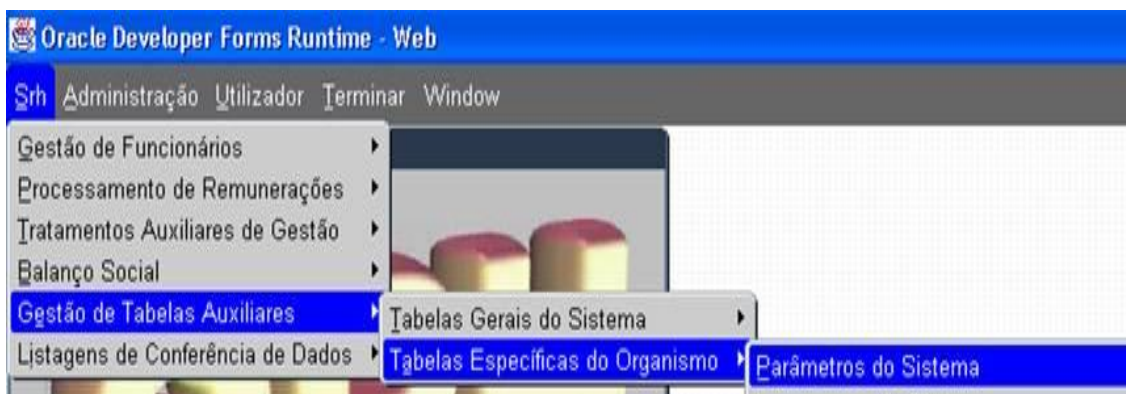 Oracle Developer Forms Runtime - Web
Srh Administração Utilizador Terminar Window
Gestão de Funcionários
Processamento de Remunerações
Tratamentos Auxiliares de Gestão
Balanço Social
Gestão de Tabelas Auxiliares
Tabelas Gerais do Sistema
Listagens de Conferência de Dados
Tabelas Específicas do Organismo
Parâmetros do Sistema